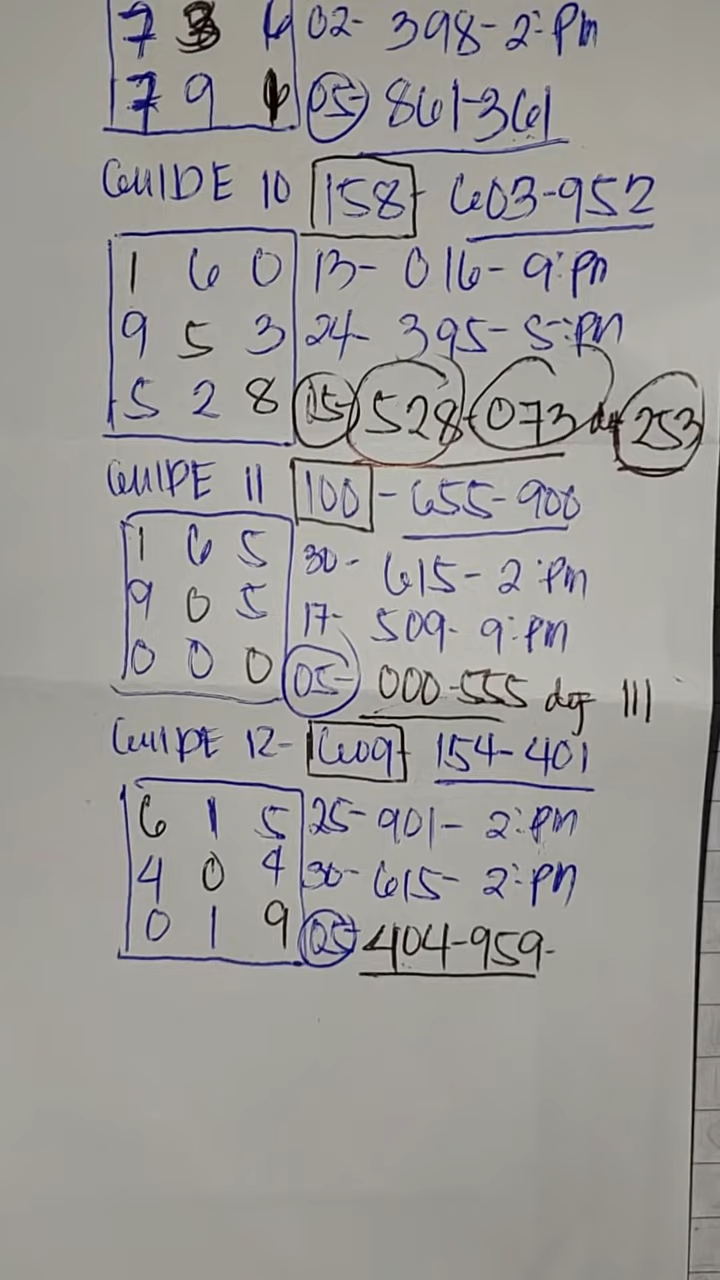 7 3 6 02- 398-2:Pm
7 9 1 05- 861-361
GUIDE 10 158- 603-952
1 6 0 13- 016- 9:Pm
9 5 3 24- 395- 5:Pm
5 2 8 05- 528-073 253
GUIDE 11 100 - 655-900
1 6 5 30- 615- 2:Pm
9 0 5 17- 509- 9:Pm
0 0 0 05- 000-555 def 111
GUIDE 12- 609- 154-401
6 1 5 25-901- 2:Pm
4 0 4 30-615- 2:Pm
0 1 9 05- 404-959-